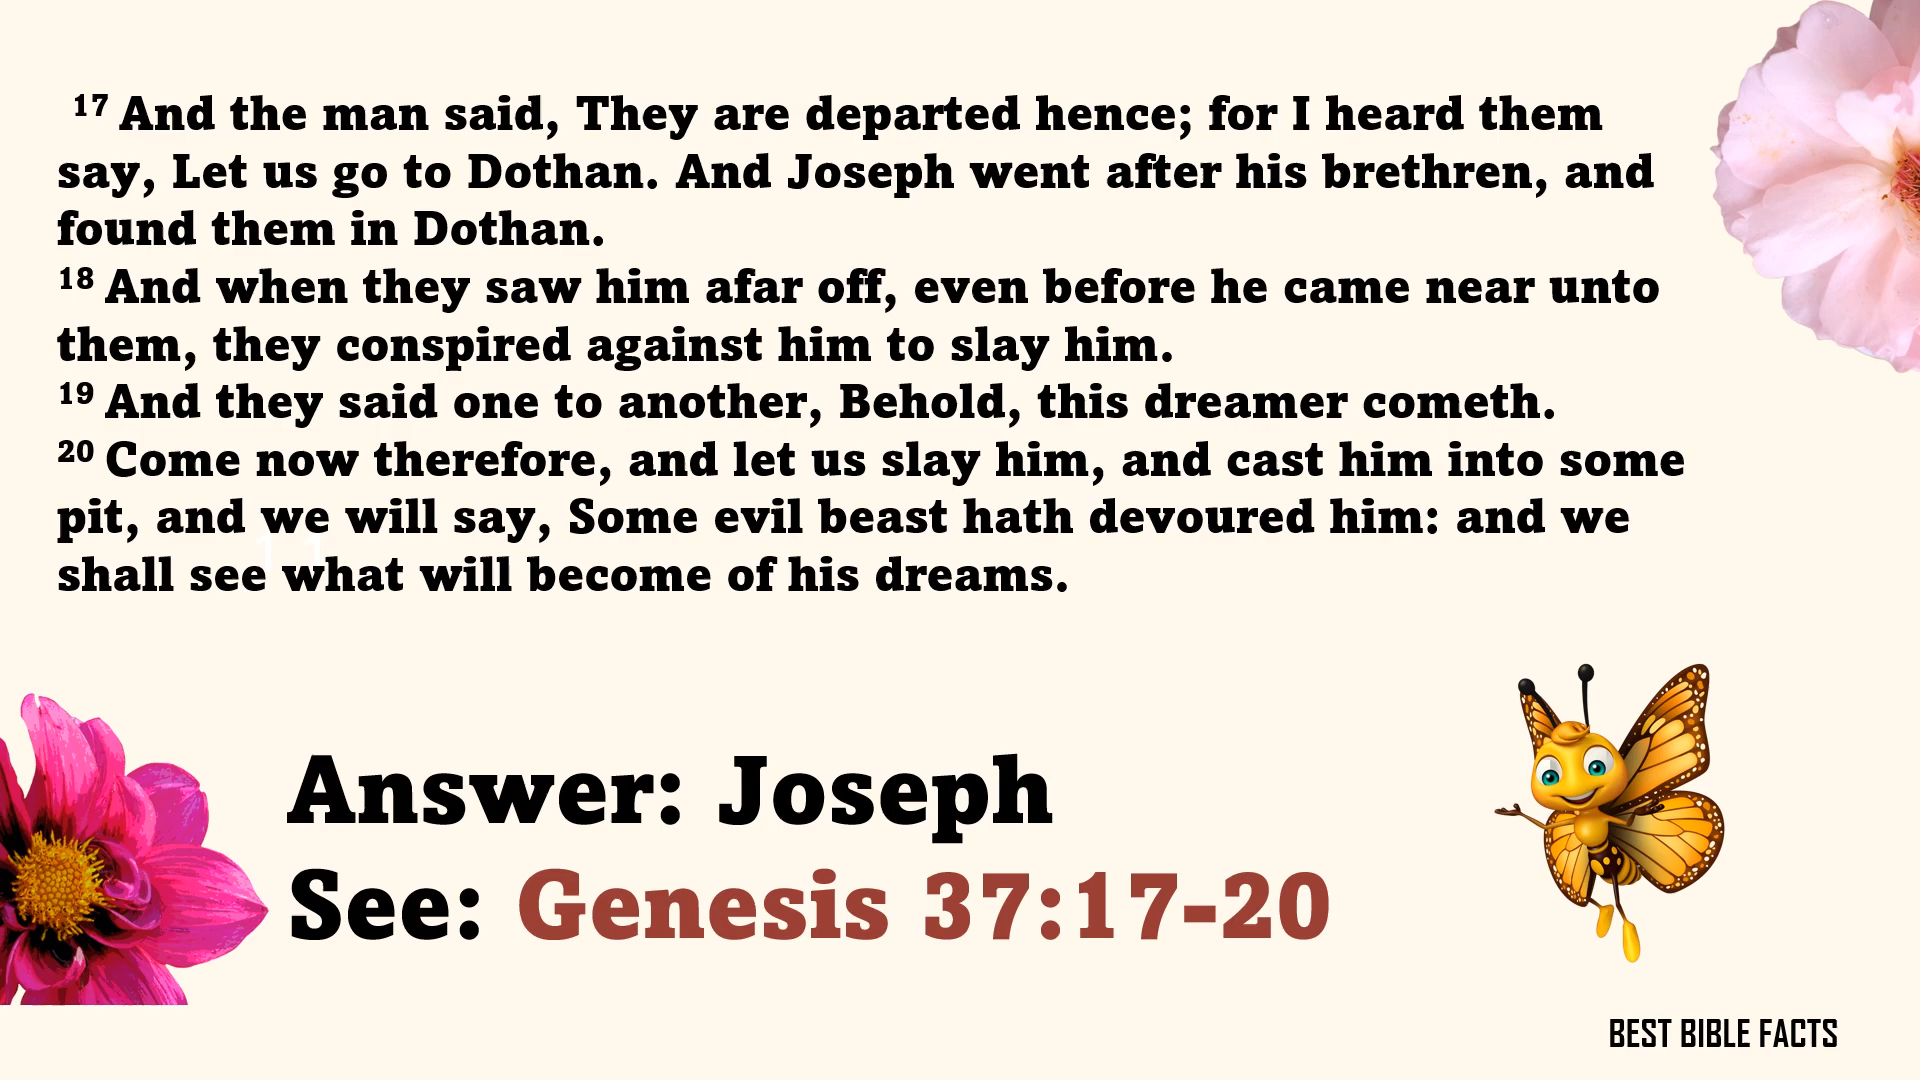 17 And the man said, They are departed hence; for I heard them
say, Let us go to Dothan. And Joseph went after his brethren, and
found them in Dothan.
18 And when they saw him afar off, even before he came near unto
them, they conspired against him to slay him.
19 And they said one to another, Behold, this dreamer cometh.
20 Come now therefore, and let us slay him, and cast him into some
pit, and we will say, Some evil beast hath devoured him: and we
shall see what will become of his dreams.
Answer: Joseph
See: Genesis 37:17-20
BEST BIBLE FACTS